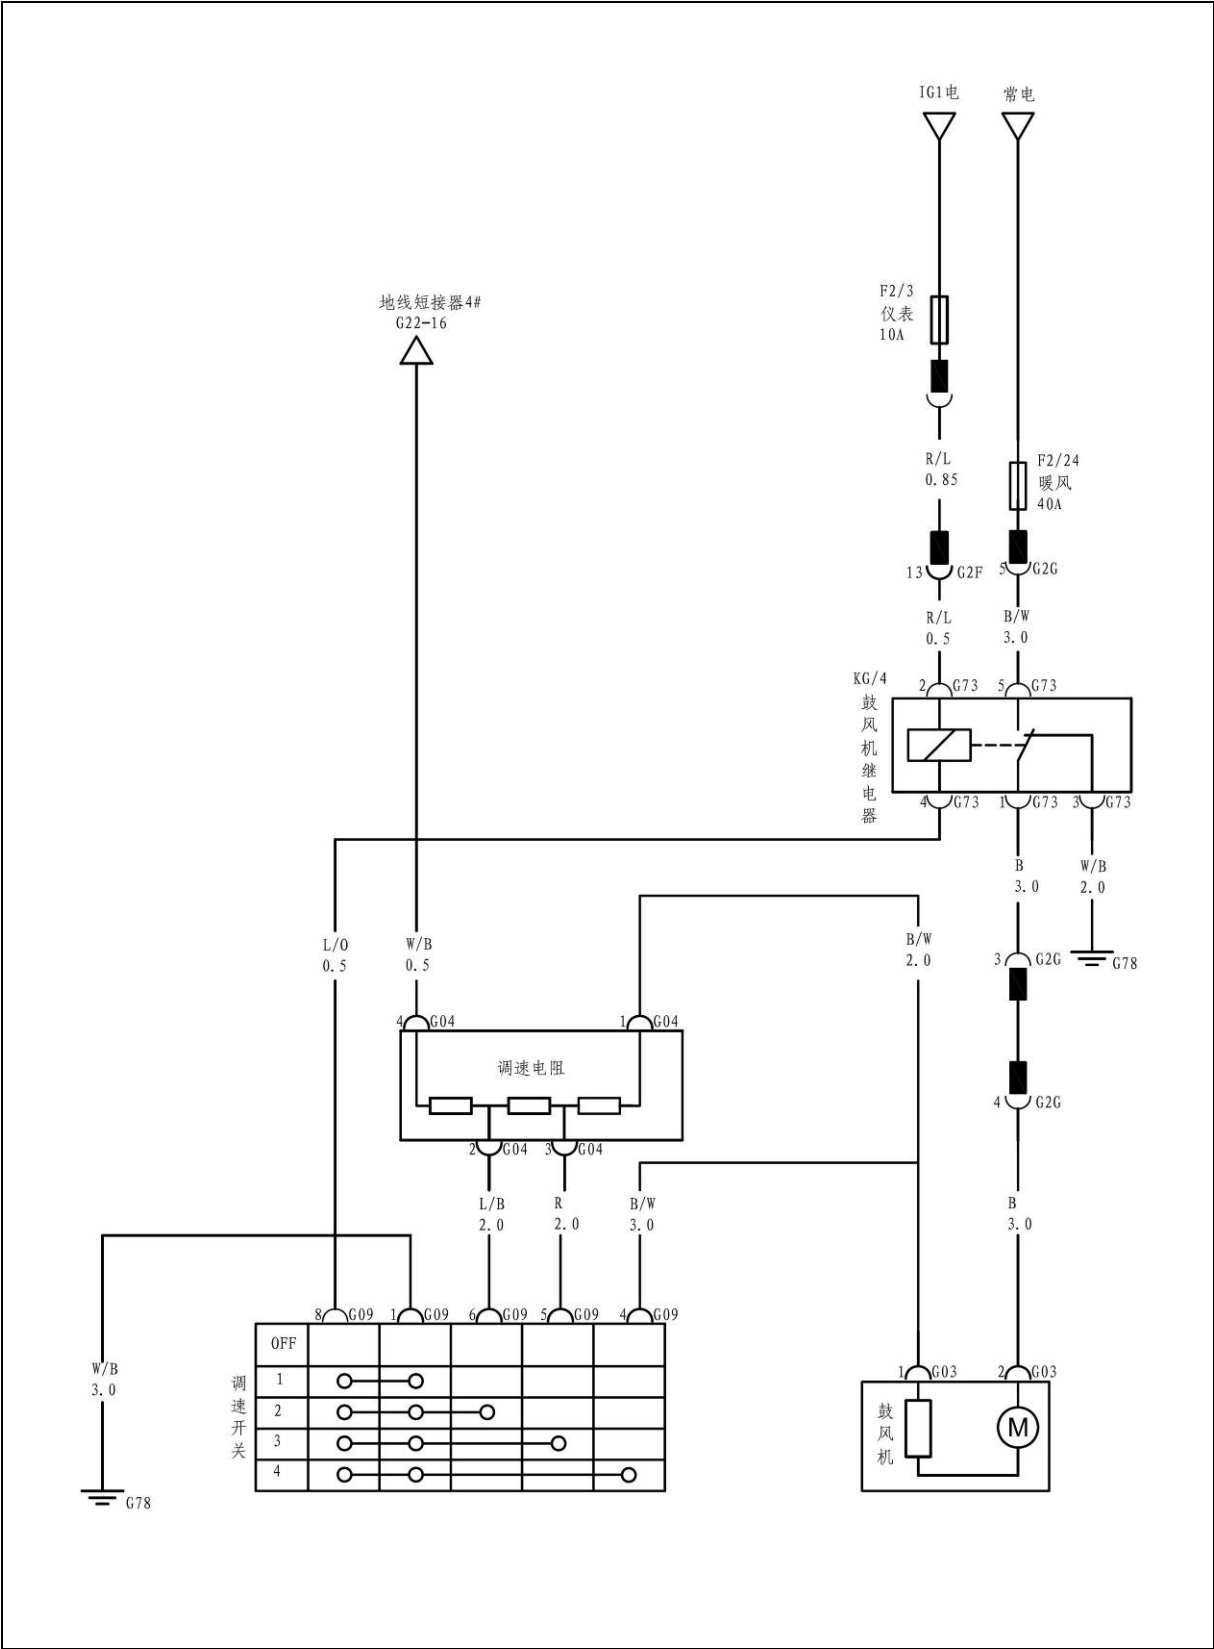 IG1电
常电
地线短接器4#
G22-16
F2/3
仪表
10A
R/L
0.85
F2/24
暖风
40A
13
G2F
5
G2G
R/L
0.5
B/W
3.0
KG/4
鼓风机继电器
2
G73
5
G73
4
G73
1
G73
3
G73
B
3.0
W/B
2.0
L/O
0.5
W/B
0.5
B/W
2.0
3
G2G
G78
4
G04
1
G04
调速电阻
4
G2G
2
G04
3
G04
L/B
2.0
R
2.0
B/W
3.0
B
3.0
8
G09
1
G09
6
G09
5
G09
4
G09
W/B
3.0
G78
调速开关
OFF
1
2
3
4
1
G03
2
G03
鼓风机
M